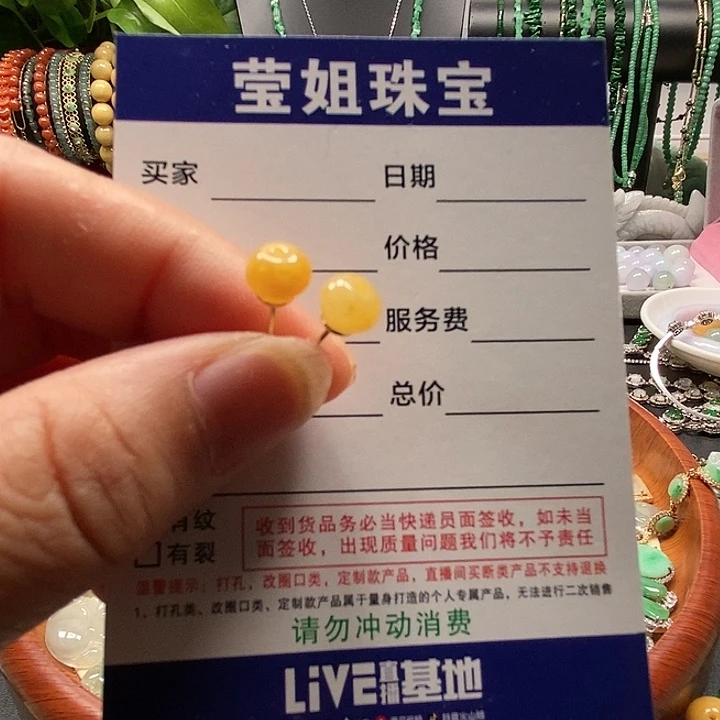 莹姐珠宝
买家 日期
价格
服务费
总价
有纹
有裂
收到货品务必当快递员面签收，如未当
面签收，出现质量问题我们将不予责任
温馨提示：打孔，改圈口类，定制款产品，直播间买断类产品不支持退换
1、打孔类、改圈口类、定制款产品属于量身打造的个人专属产品，无法进行二次销售
请勿冲动消费
LiVE直播基地